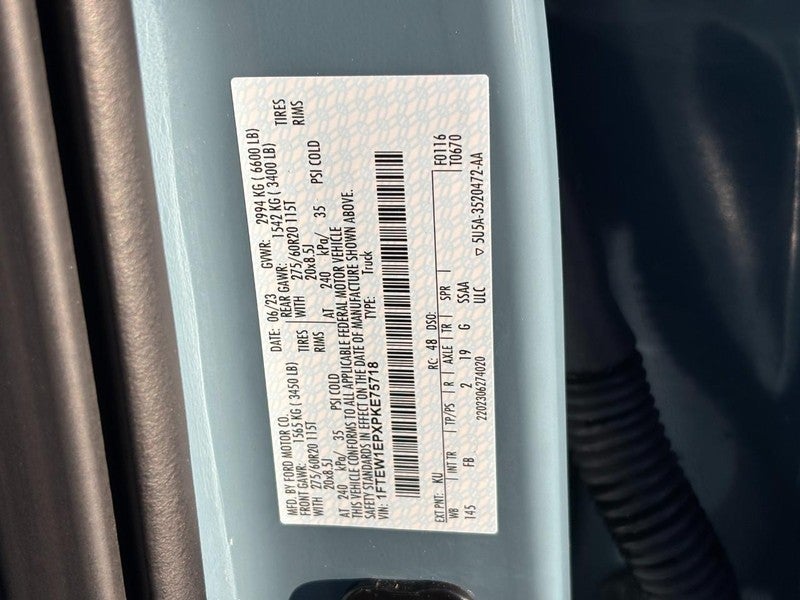 MFD. BY FORD MOTOR CO. DATE: 06/23 GVWR: 2994 KG ( 6600 LB)
FRONT GAWR: 1565 KG ( 3450 LB) REAR GAWR: 1542 KG ( 3400 LB)
WITH 275/60R20 115T TIRES WITH 275/60R20 115T TIRES
20x8.5J RIMS 20x8.5J RIMS
AT 240 kPa/ 35 PSI COLD AT 240 kPa/ 35 PSI COLD
THIS VEHICLE CONFORMS TO ALL APPLICABLE FEDERAL MOTOR VEHICLE
SAFETY STANDARDS IN EFFECT ON THE DATE OF MANUFACTURE SHOWN ABOVE.
VIN: 1FTEW1EPXPKE75718 TYPE: Truck
EXT PNT: KU RC: 48 DSO: F0116
WB INT TR TP/PS R AXLE TR SPR T0670
145 FB 2 19 G SSAA
2202306274020 ULC ▽ 5U5A-3520472-AA